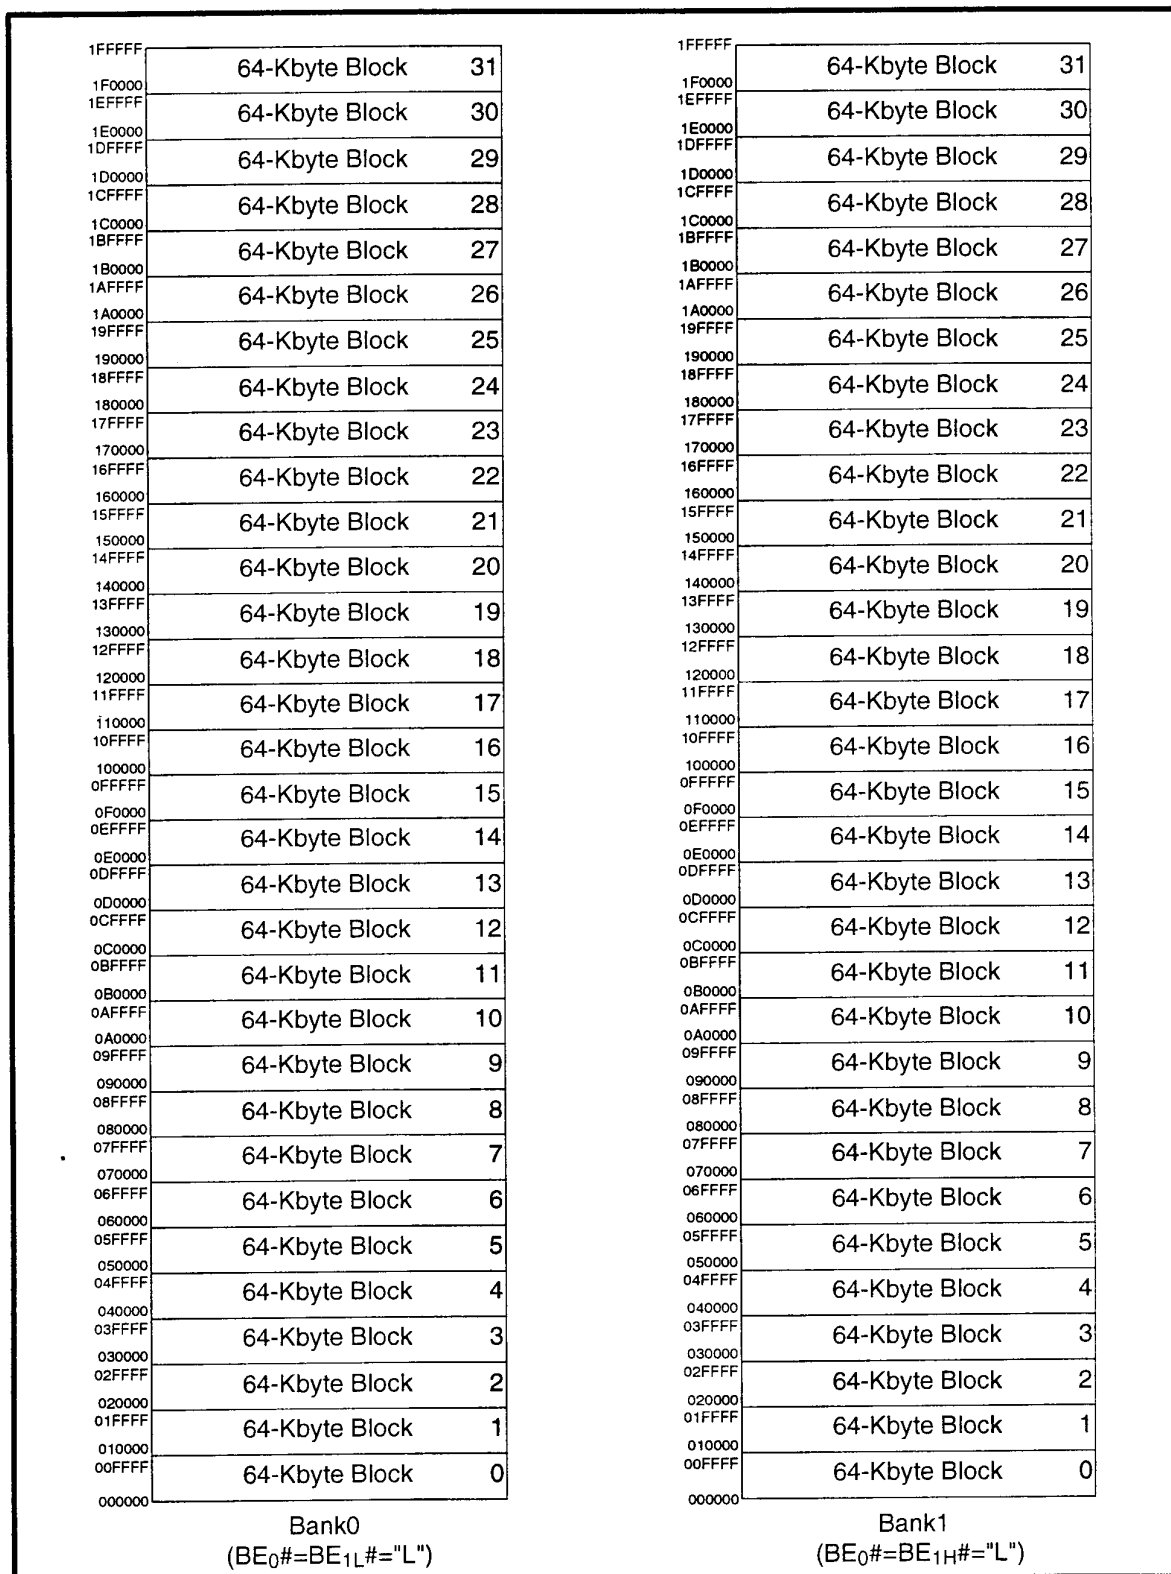 1FFFFF
64-Kbyte Block 31
1F0000
1EFFFF
64-Kbyte Block 30
1E0000
1DFFFF
64-Kbyte Block 29
1D0000
1CFFFF
64-Kbyte Block 28
1C0000
1BFFFF
64-Kbyte Block 27
1B0000
1AFFFF
64-Kbyte Block 26
1A0000
19FFFF
64-Kbyte Block 25
190000
18FFFF
64-Kbyte Block 24
180000
17FFFF
64-Kbyte Block 23
170000
16FFFF
64-Kbyte Block 22
160000
15FFFF
64-Kbyte Block 21
150000
14FFFF
64-Kbyte Block 20
140000
13FFFF
64-Kbyte Block 19
130000
12FFFF
64-Kbyte Block 18
120000
11FFFF
64-Kbyte Block 17
110000
10FFFF
64-Kbyte Block 16
100000
0FFFFF
64-Kbyte Block 15
0F0000
0EFFFF
64-Kbyte Block 14
0E0000
0DFFFF
64-Kbyte Block 13
0D0000
0CFFFF
64-Kbyte Block 12
0C0000
0BFFFF
64-Kbyte Block 11
0B0000
0AFFFF
64-Kbyte Block 10
0A0000
09FFFF
64-Kbyte Block 9
090000
08FFFF
64-Kbyte Block 8
080000
07FFFF
64-Kbyte Block 7
070000
06FFFF
64-Kbyte Block 6
060000
05FFFF
64-Kbyte Block 5
050000
04FFFF
64-Kbyte Block 4
040000
03FFFF
64-Kbyte Block 3
030000
02FFFF
64-Kbyte Block 2
020000
01FFFF
64-Kbyte Block 1
010000
00FFFF
64-Kbyte Block 0
000000
Bank0
(BE0#=BE1L#="L")
1FFFFF
64-Kbyte Block 31
1F0000
1EFFFF
64-Kbyte Block 30
1E0000
1DFFFF
64-Kbyte Block 29
1D0000
1CFFFF
64-Kbyte Block 28
1C0000
1BFFFF
64-Kbyte Block 27
1B0000
1AFFFF
64-Kbyte Block 26
1A0000
19FFFF
64-Kbyte Block 25
190000
18FFFF
64-Kbyte Block 24
180000
17FFFF
64-Kbyte Block 23
170000
16FFFF
64-Kbyte Block 22
160000
15FFFF
64-Kbyte Block 21
150000
14FFFF
64-Kbyte Block 20
140000
13FFFF
64-Kbyte Block 19
130000
12FFFF
64-Kbyte Block 18
120000
11FFFF
64-Kbyte Block 17
110000
10FFFF
64-Kbyte Block 16
100000
0FFFFF
64-Kbyte Block 15
0F0000
0EFFFF
64-Kbyte Block 14
0E0000
0DFFFF
64-Kbyte Block 13
0D0000
0CFFFF
64-Kbyte Block 12
0C0000
0BFFFF
64-Kbyte Block 11
0B0000
0AFFFF
64-Kbyte Block 10
0A0000
09FFFF
64-Kbyte Block 9
090000
08FFFF
64-Kbyte Block 8
080000
07FFFF
64-Kbyte Block 7
070000
06FFFF
64-Kbyte Block 6
060000
05FFFF
64-Kbyte Block 5
050000
04FFFF
64-Kbyte Block 4
040000
03FFFF
64-Kbyte Block 3
030000
02FFFF
64-Kbyte Block 2
020000
01FFFF
64-Kbyte Block 1
010000
00FFFF
64-Kbyte Block 0
000000
Bank1
(BE0#=BE1H#="L")